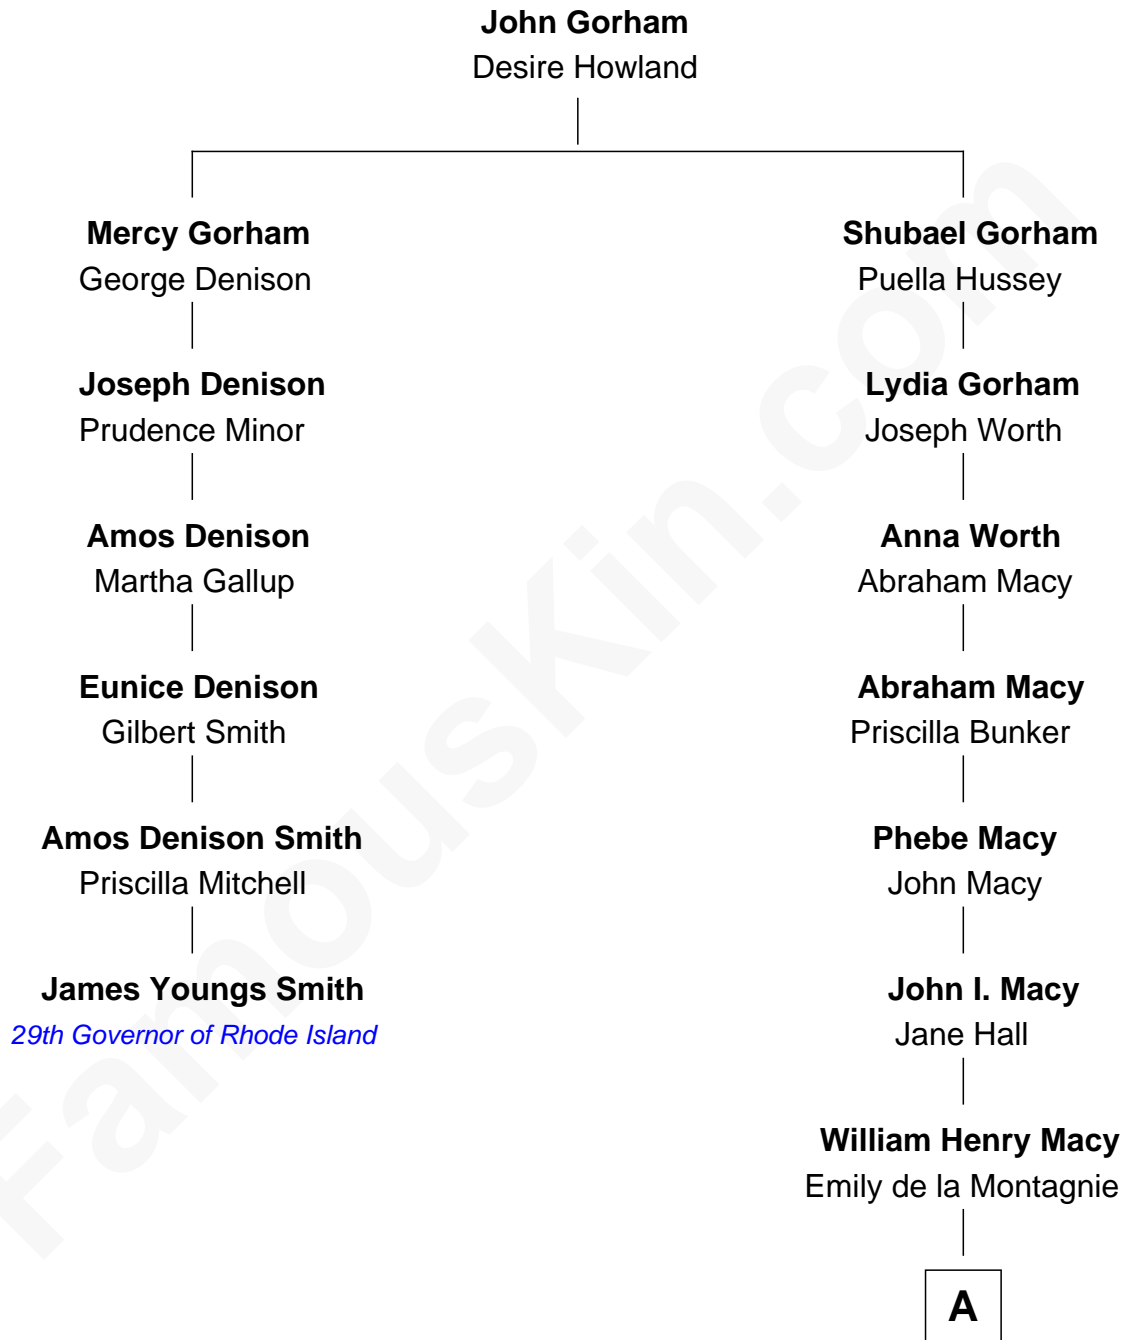 John Gorham
Desire Howland
Mercy Gorham
George Denison
Shubael Gorham
Puella Hussey
Joseph Denison
Prudence Minor
Lydia Gorham
Joseph Worth
Amos Denison
Martha Gallup
Anna Worth
Abraham Macy
Eunice Denison
Gilbert Smith
Abraham Macy
Priscilla Bunker
Amos Denison Smith
Priscilla Mitchell
Phebe Macy
John Macy
James Youngs Smith
29th Governor of Rhode Island
John I. Macy
Jane Hall
William Henry Macy
Emily de la Montagnie
A
FamousKin.com